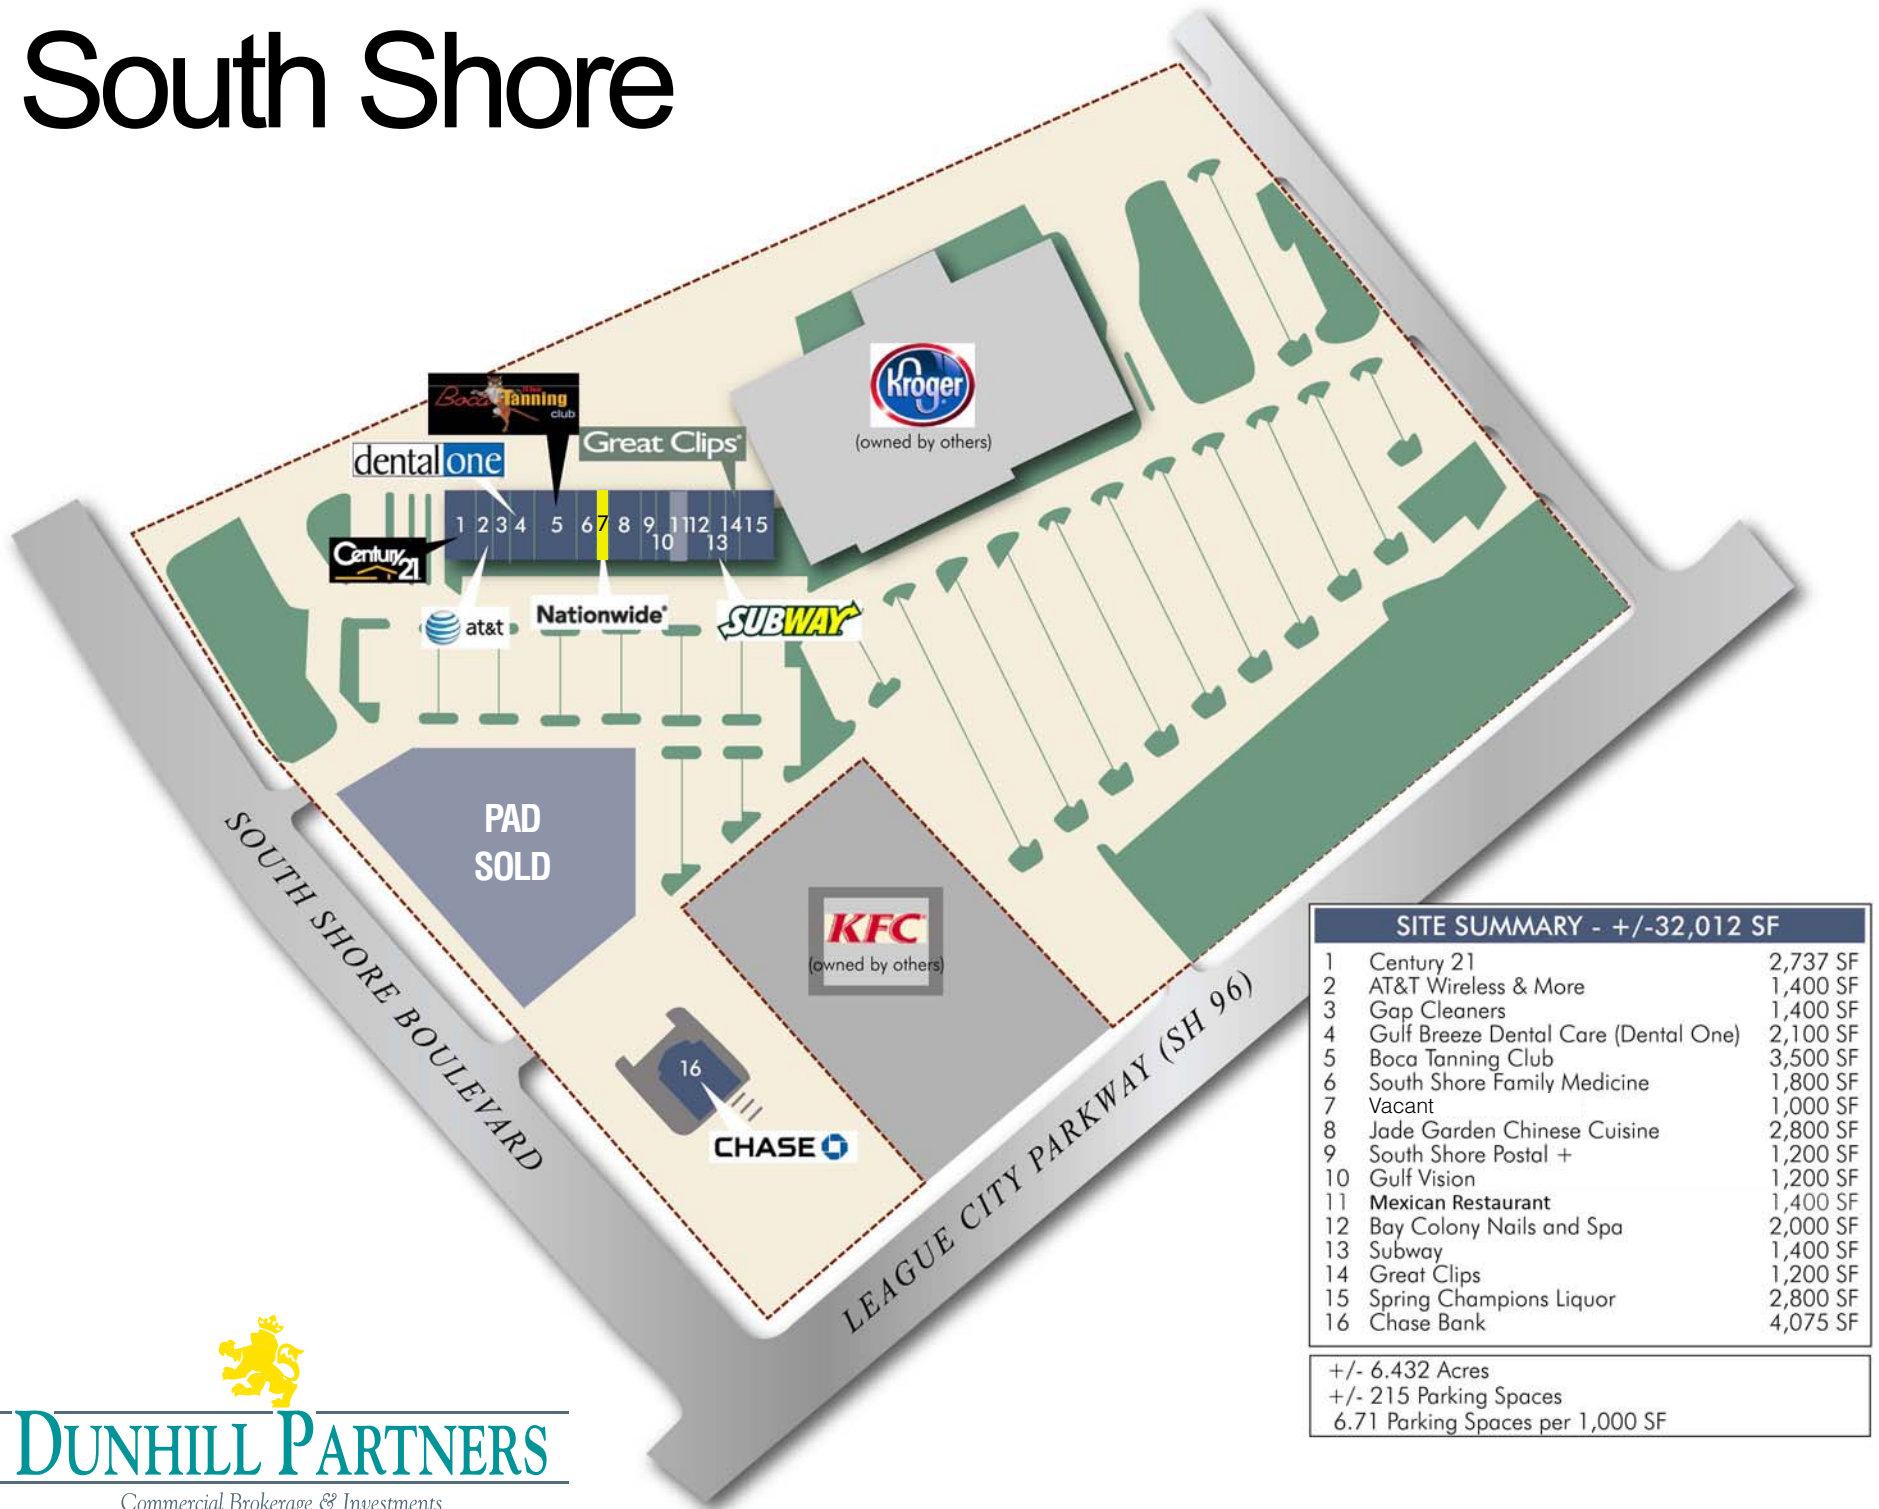 South Shore
Kroger
(owned by others)
Boca Tanning
club
dental one
Great Clips
1 2 3 4 5 6 7 8 9 10 11 12 13 14 15
Century 21
at&t
Nationwide
SUBWAY
PAD
SOLD
KFC
(owned by others)
16
CHASE
SOUTH SHORE BOULEVARD
LEAGUE CITY PARKWAY (SH 96)
SITE SUMMARY - +/-32,012 SF
1 Century 21 2,737 SF
2 AT&T Wireless & More 1,400 SF
3 Gap Cleaners 1,400 SF
4 Gulf Breeze Dental Care (Dental One) 2,100 SF
5 Boca Tanning Club 3,500 SF
6 South Shore Family Medicine 1,800 SF
7 Vacant 1,000 SF
8 Jade Garden Chinese Cuisine 2,800 SF
9 South Shore Postal + 1,200 SF
10 Gulf Vision 1,200 SF
11 Mexican Restaurant 1,400 SF
12 Bay Colony Nails and Spa 2,000 SF
13 Subway 1,400 SF
14 Great Clips 1,200 SF
15 Spring Champions Liquor 2,800 SF
16 Chase Bank 4,075 SF
+/- 6.432 Acres
+/- 215 Parking Spaces
6.71 Parking Spaces per 1,000 SF
DUNHILL PARTNERS
Commercial Brokerage & Investments